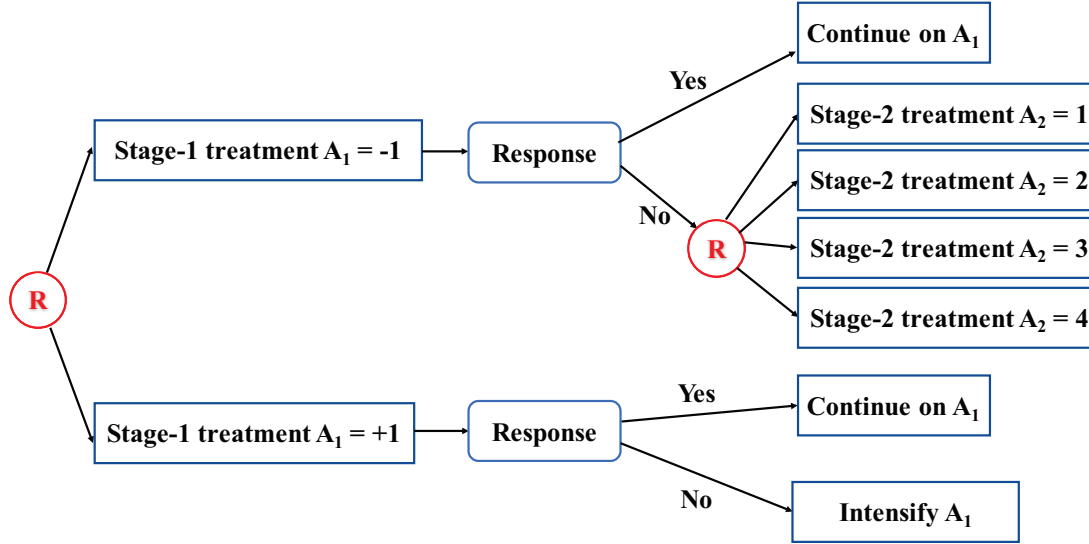 Continue on A₁
Yes
Stage-2 treatment A₂ = 1
Stage-1 treatment A₁ = -1
Response
Stage-2 treatment A₂ = 2
No
R
Stage-2 treatment A₂ = 3
R
Stage-2 treatment A₂ = 4
Yes
Continue on A₁
Stage-1 treatment A₁ = +1
Response
No
Intensify A₁